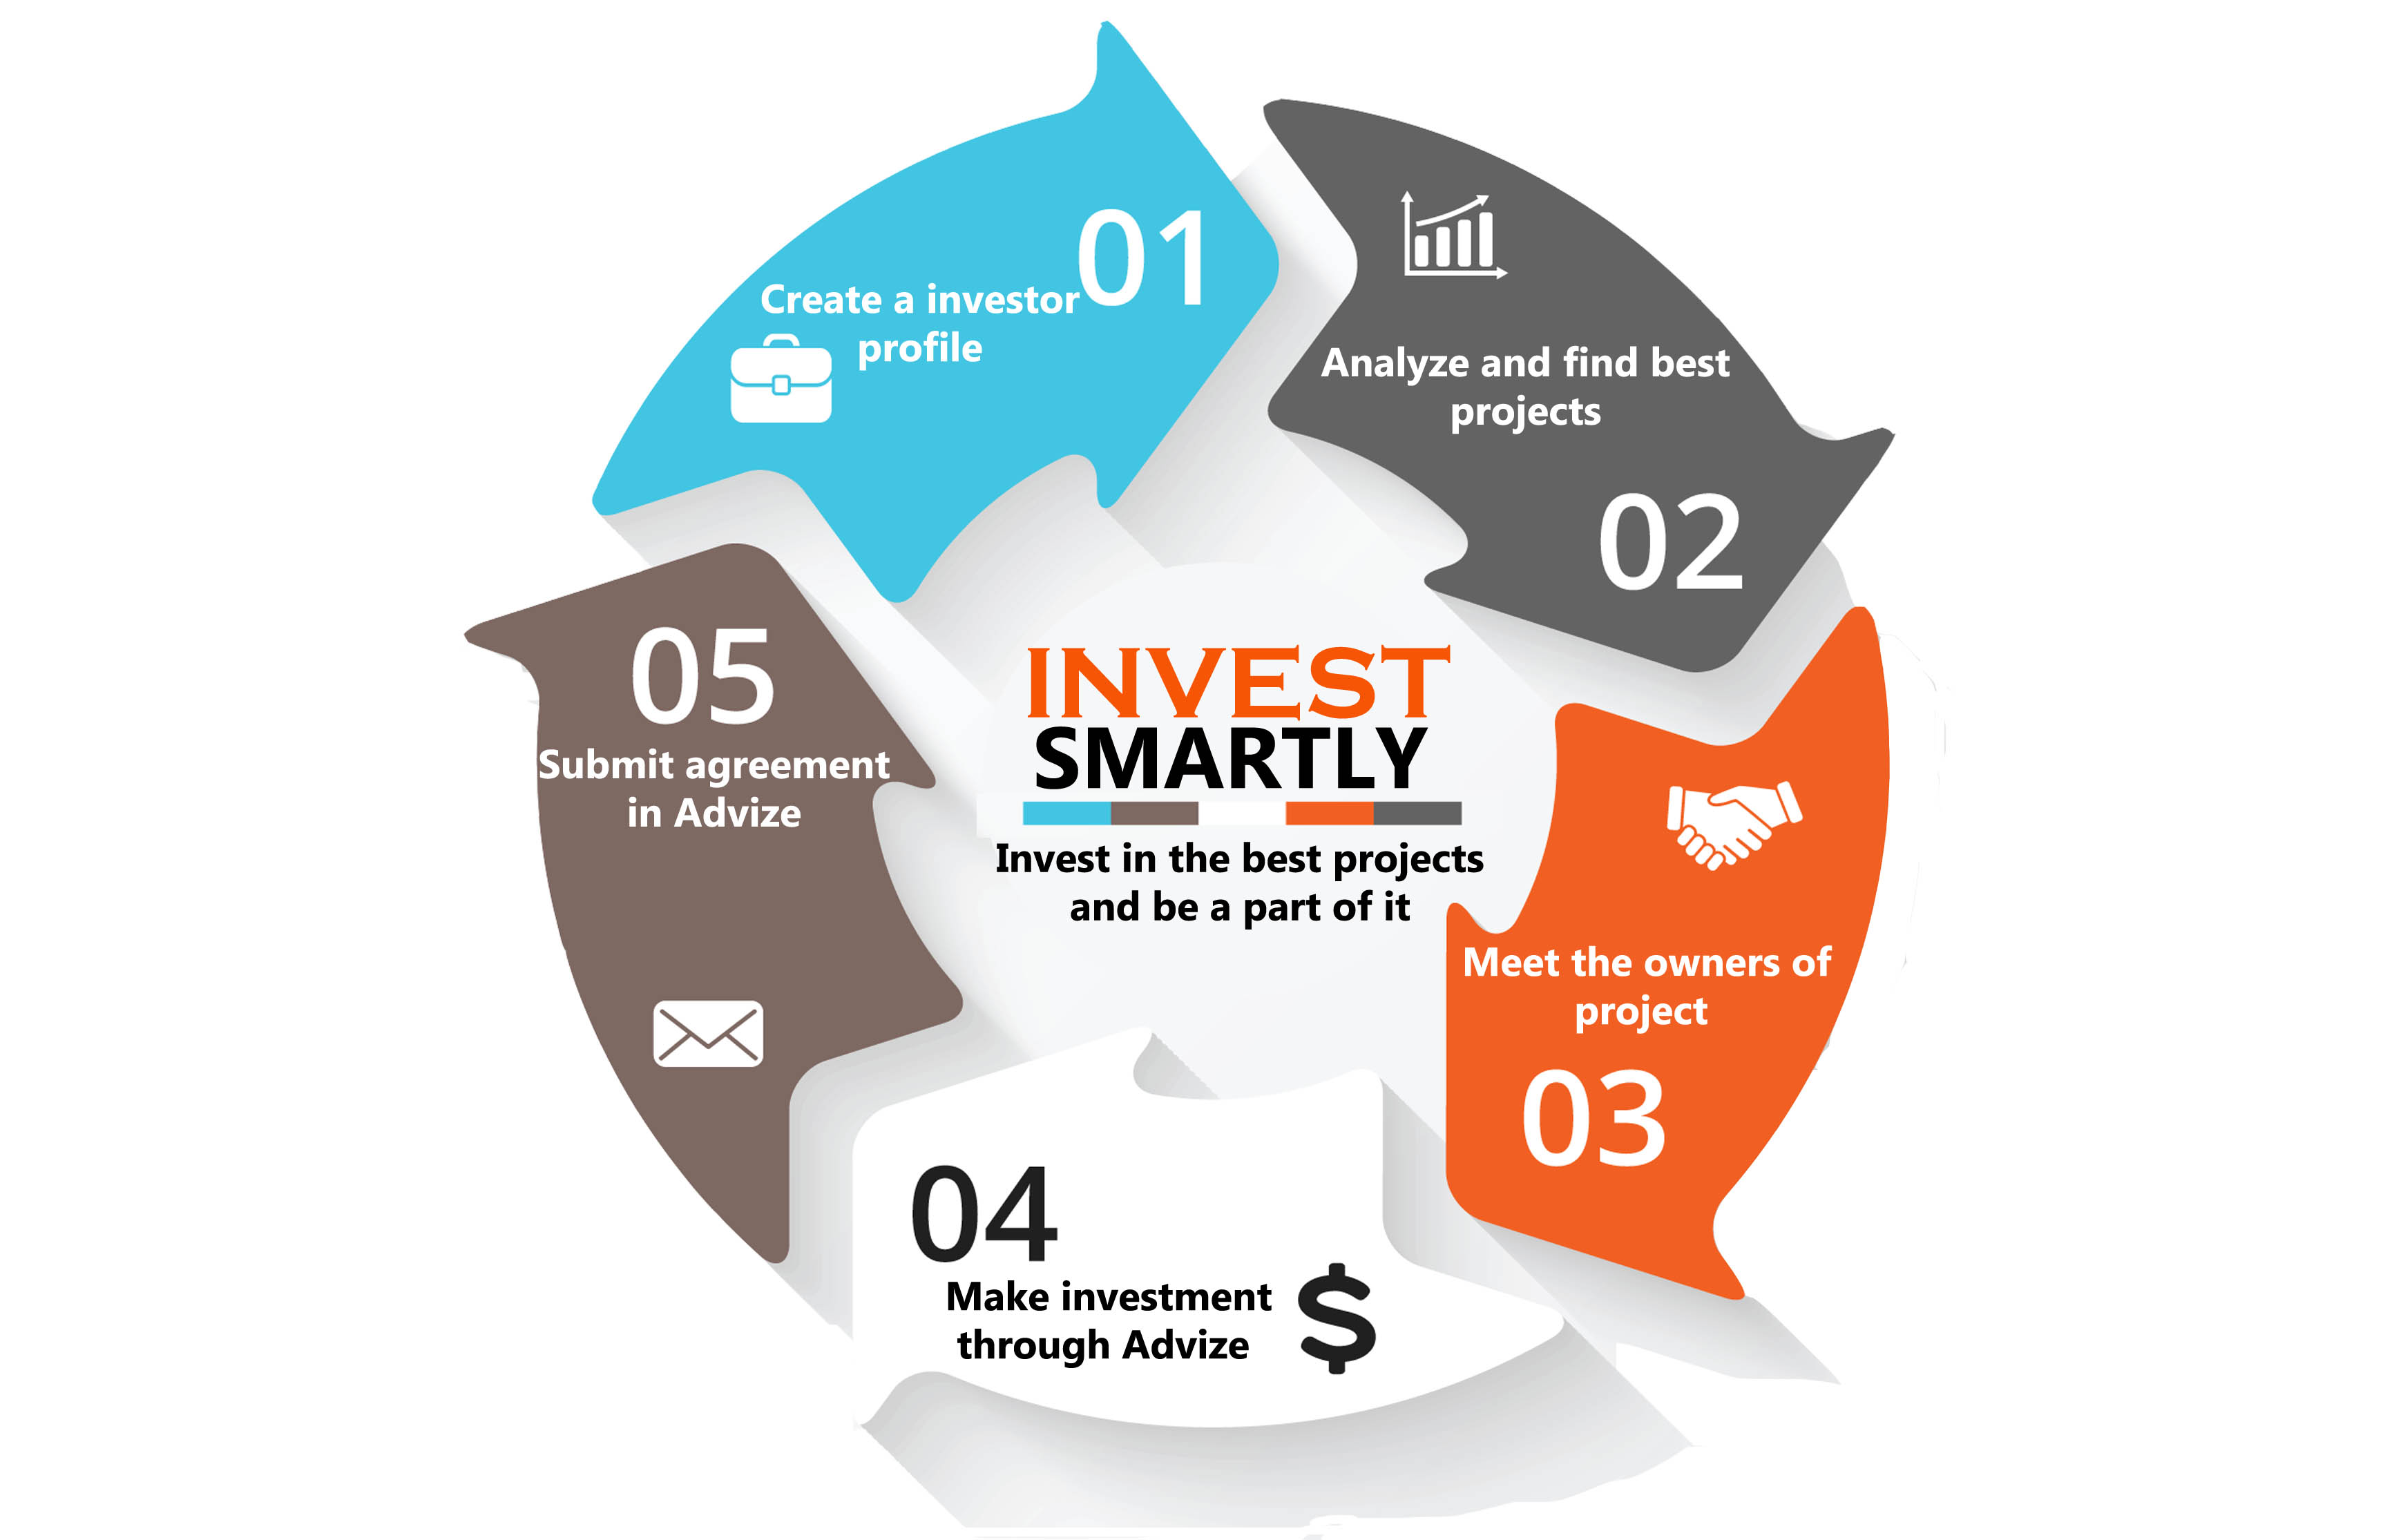 01
Create a investor
profile
Analyze and find best
projects
02
Meet the owners of
project
03
04
Make investment
through Advize
05
Submit agreement
in Advize
INVEST
SMARTLY
Invest in the best projects
and be a part of it